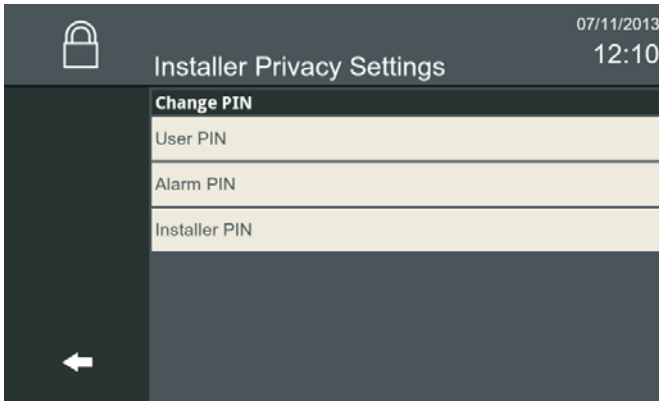 07/11/2013
12:10
Installer Privacy Settings
Change PIN
User PIN
Alarm PIN
Installer PIN